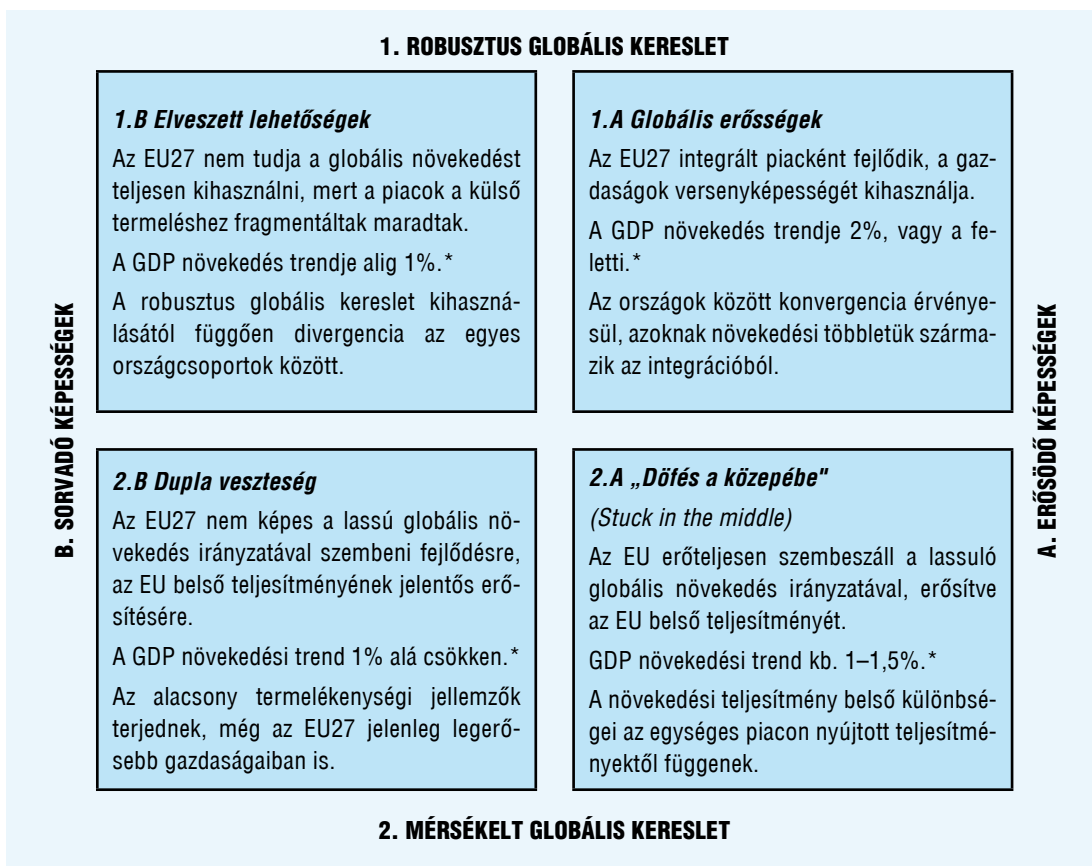 1. ROBUSZTUS GLOBÁLIS KERESLET
B. SORVADÓ KÉPESSÉGEK
1.B Elveszett lehetőségek
Az EU27 nem tudja a globális növekedést
teljesen kihasználni, mert a piacok a külső
termeléshez fragmentáltak maradtak.
A GDP növekedés trendje alig 1%.*
A robusztus globális kereslet kihaszná-
lásától függően divergencia az egyes
országcsoportok között.
1.A Globális erősségek
Az EU27 integrált piacként fejlődik, a gaz-
daságok versenyképességét kihasználja.
A GDP növekedés trendje 2%, vagy a fe-
letti.*
Az országok között konvergencia érvénye-
sül, azoknak növekedési többletük szárma-
zik az integrációból.
2.B Dupla veszteség
Az EU27 nem képes a lassú globális nö-
vekedés irányzatával szembeni fejlődésre,
az EU belső teljesítményének jelentős erő-
sítésére.
A GDP növekedési trend 1% alá csökken.*
Az alacsony termelékenységi jellemzők
terjednek, még az EU27 jelenleg legerő-
sebb gazdaságaiban is.
2.A „Döfés a közepébe"
(Stuck in the middle)
Az EU erőteljesen szembeszáll a lassuló
globális növekedés irányzatával, erősítve
az EU belső teljesítményét.
GDP növekedési trend kb. 1–1,5%.*
A növekedési teljesítmény belső különbsé-
gei az egységes piacon nyújtott teljesítmé-
nyektől függenek.
A. ERŐSÖDŐ KÉPESSÉGEK
2. MÉRSÉKELT GLOBÁLIS KERESLET